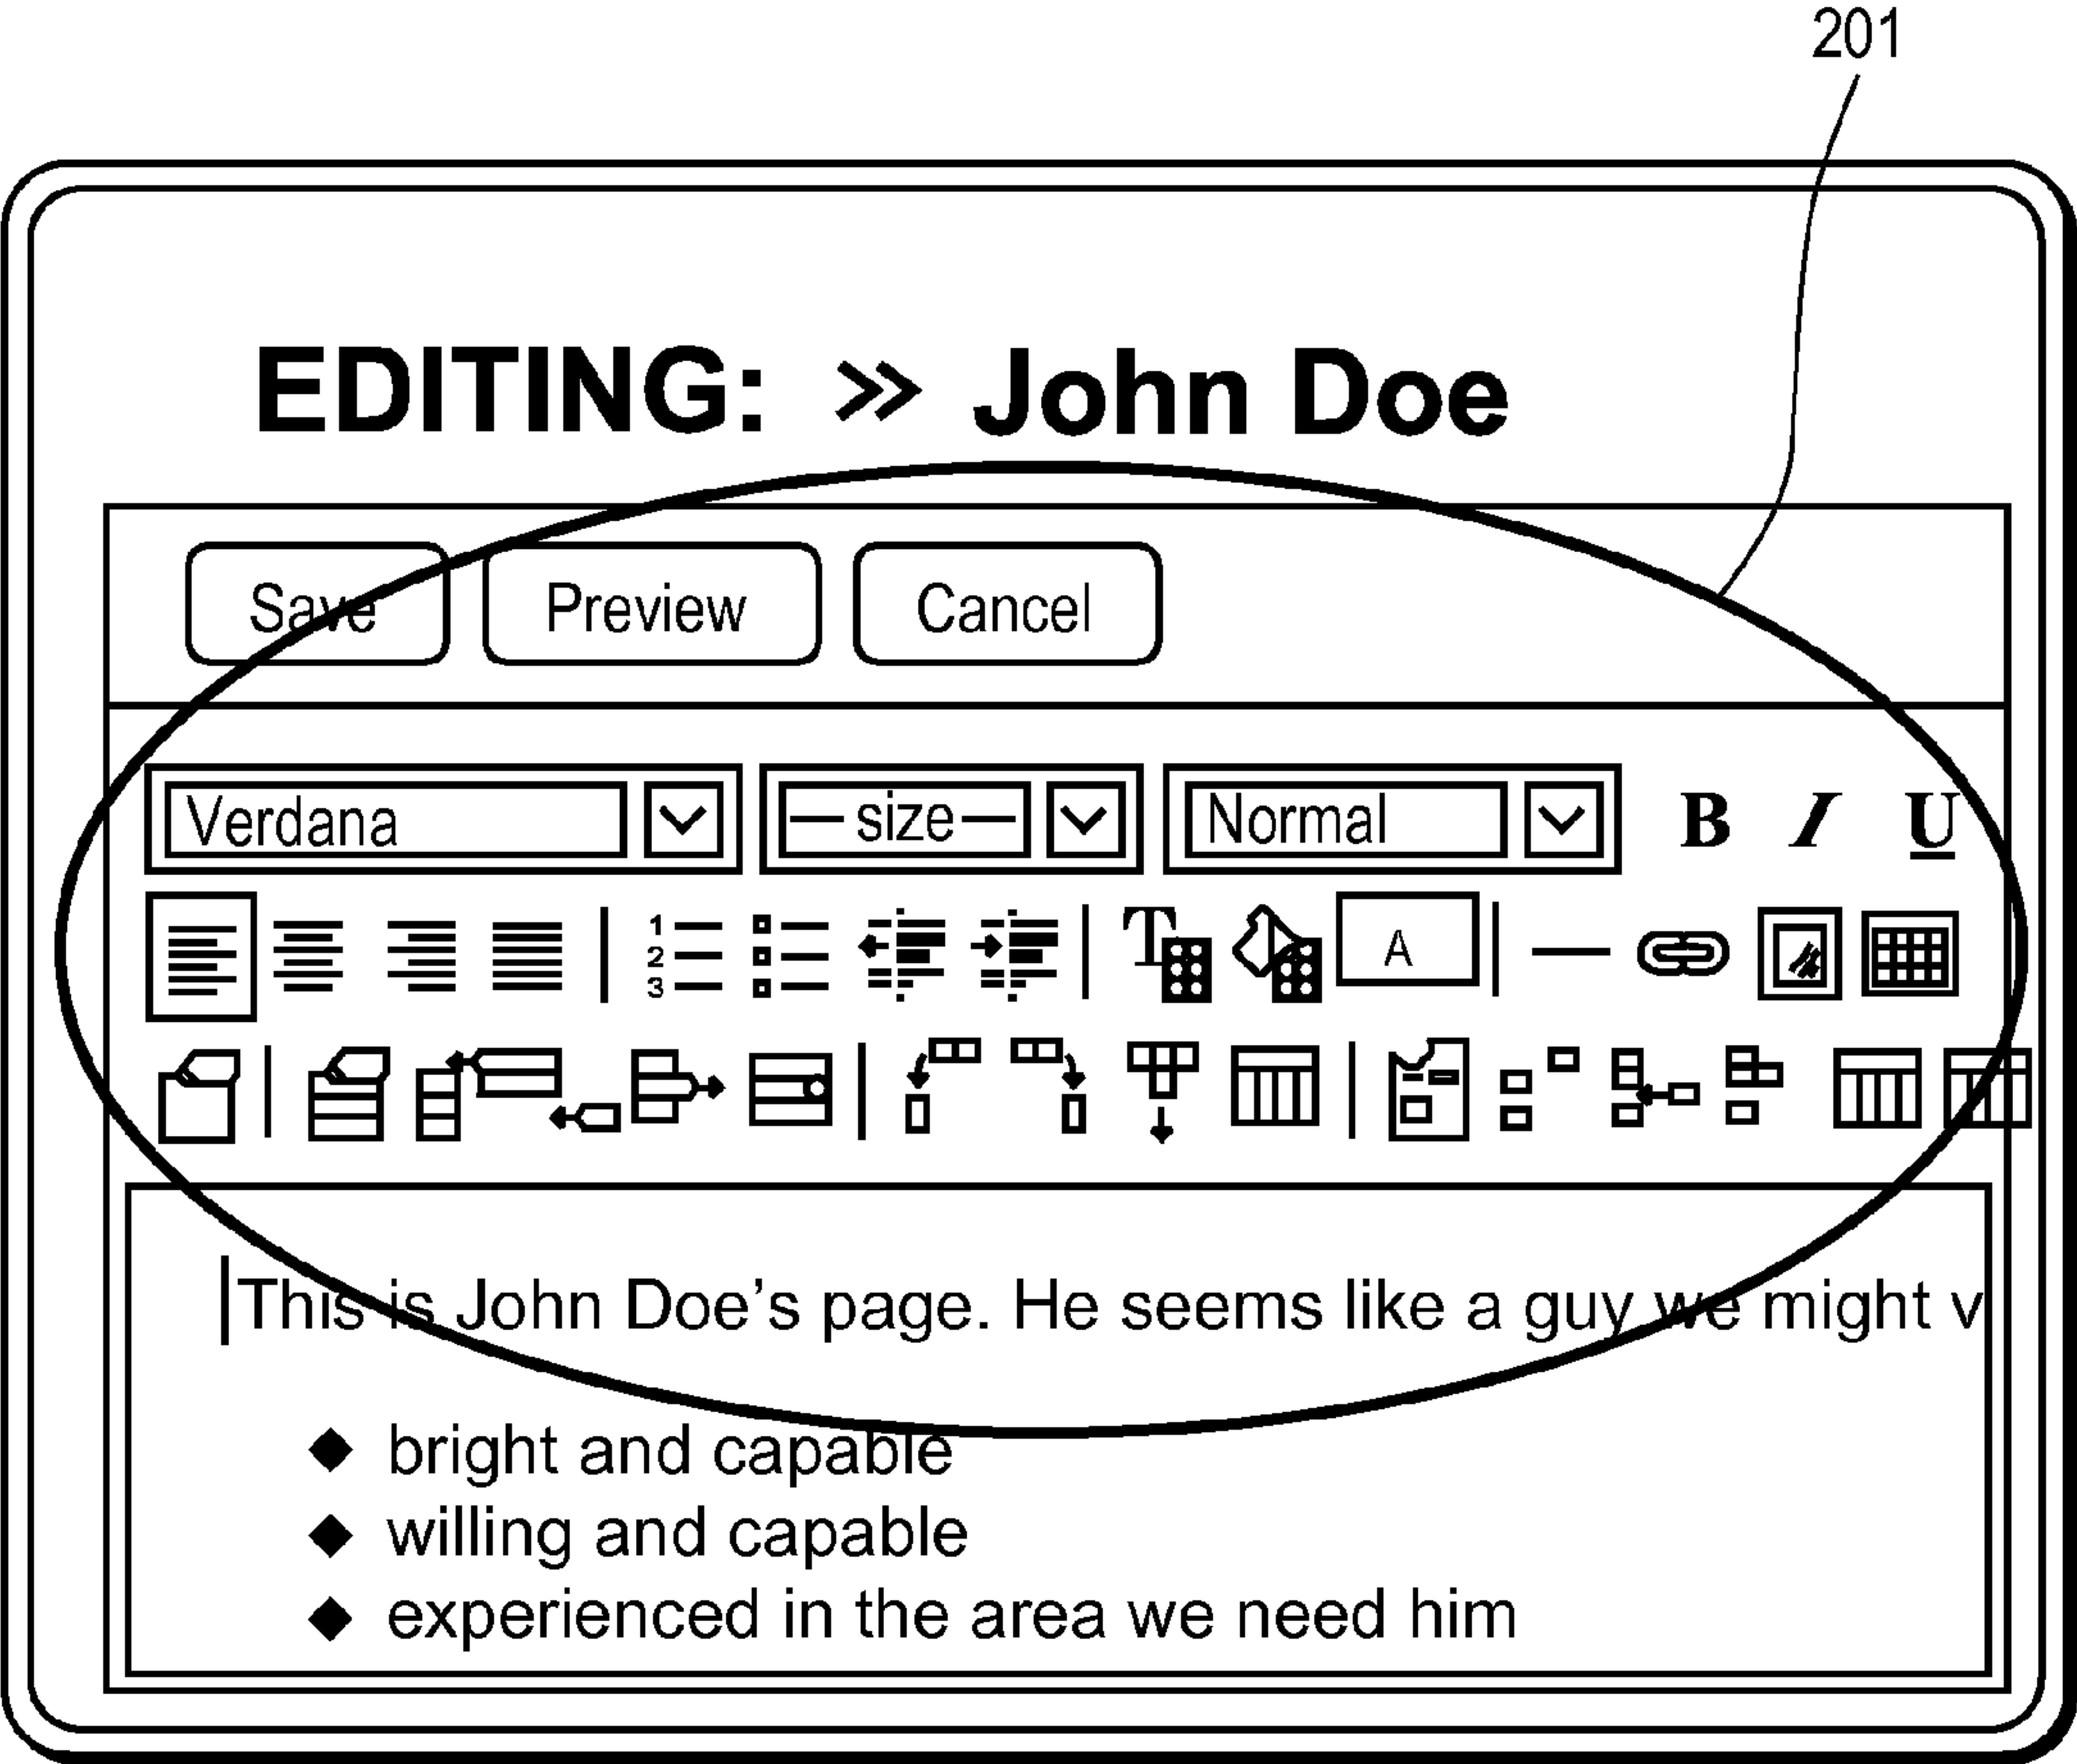 201
EDITING: >> John Doe
Save Preview Cancel
Verdana —size— Normal B I U
1
2
3
T A
This is John Doe's page. He seems like a guy we might v
◆ bright and capable
◆ willing and capable
◆ experienced in the area we need him